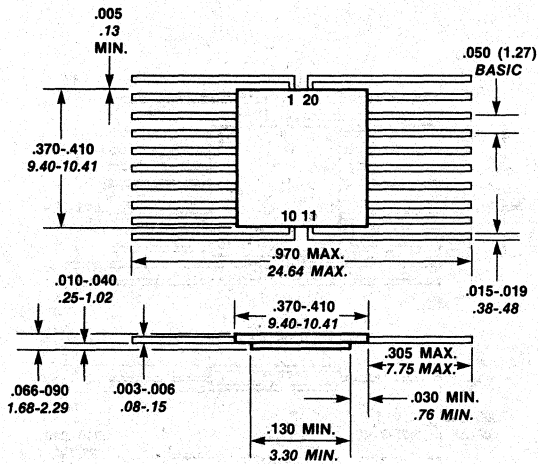 .005
.13
MIN.
.050 (1.27)
BASIC
1 20
.370-.410
9.40-10.41
10 11
.970 MAX.
24.64 MAX.
.015-.019
.38-.48
.010-.040
.25-1.02
.370-.410
9.40-10.41
.305 MAX.
7.75 MAX.
.066-090
1.68-2.29
.003-.006
.08-.15
.030 MIN.
.76 MIN.
.130 MIN.
3.30 MIN.